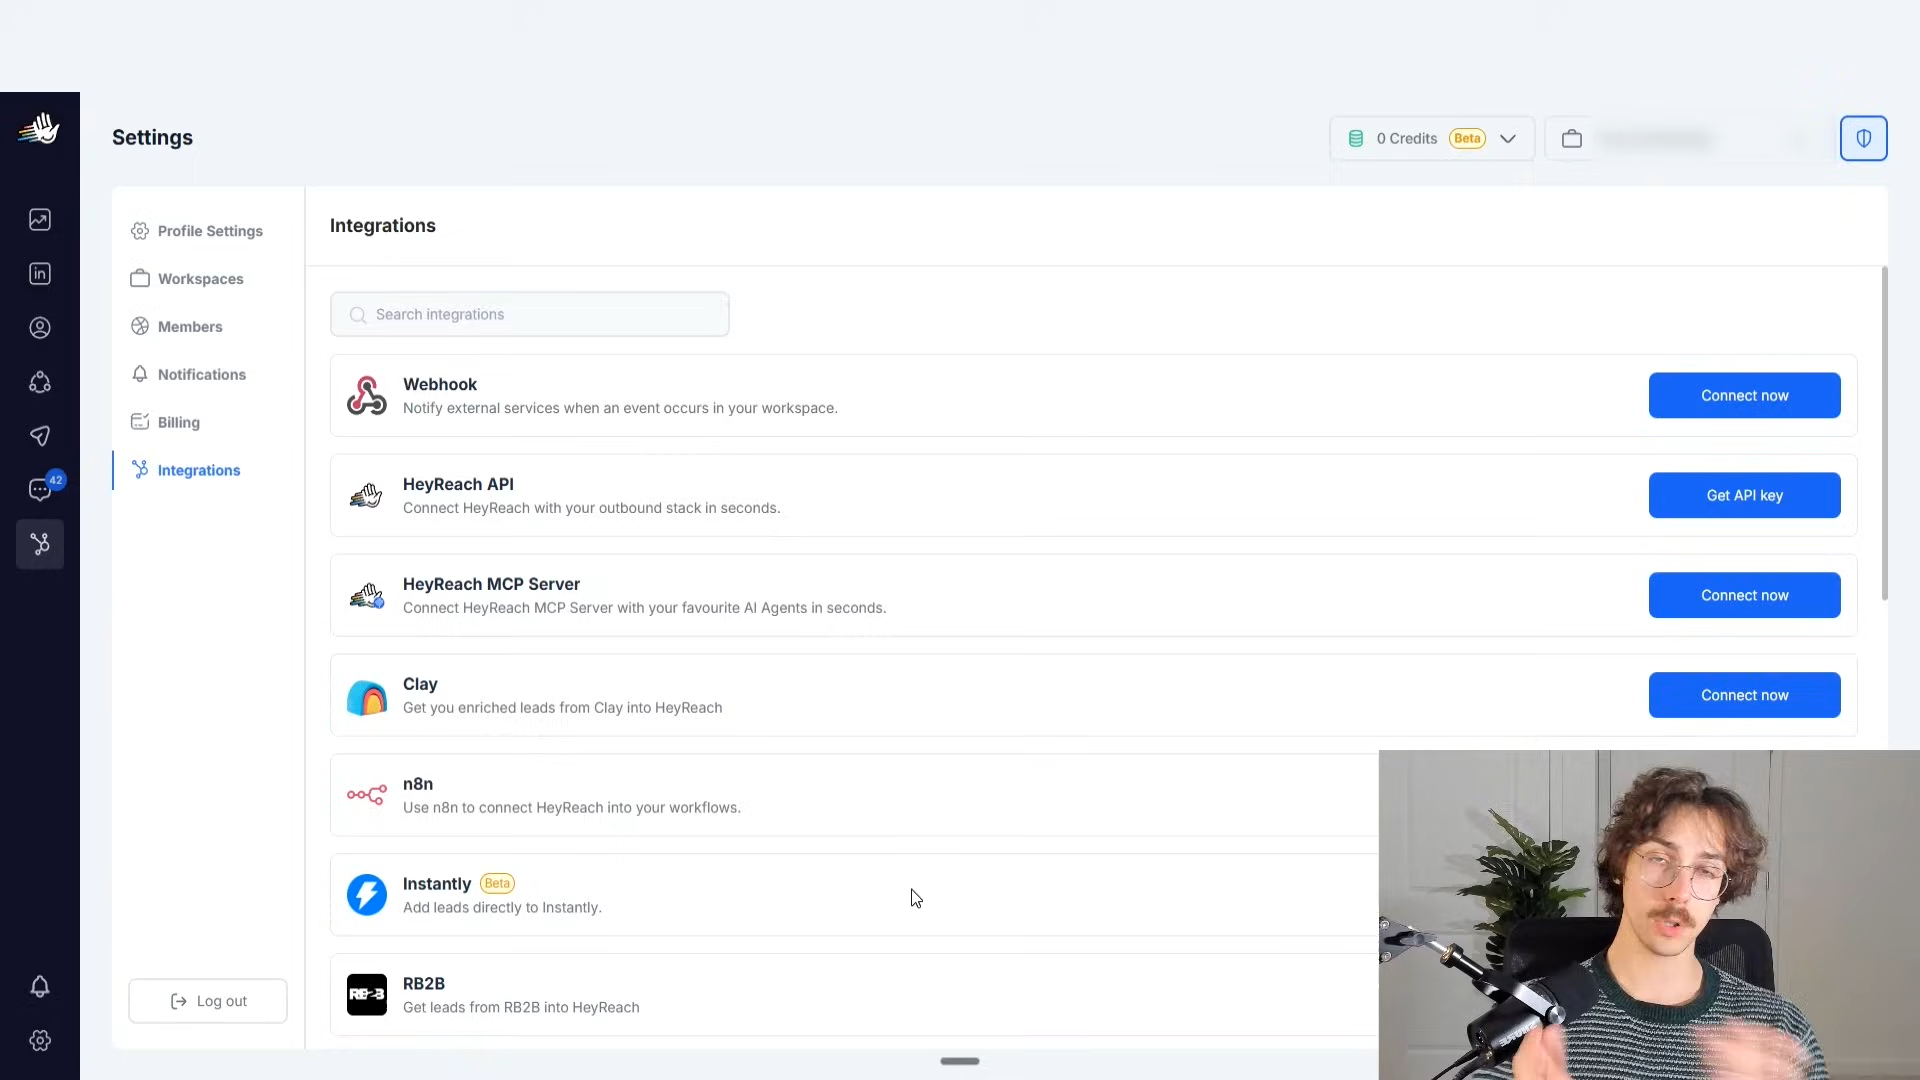 Settings
0 Credits Beta
Profile Settings
Workspaces
Members
Notifications
Billing
Integrations
42
Log out
Integrations
Search integrations
Webhook
Notify external services when an event occurs in your workspace.
Connect now
HeyReach API
Connect HeyReach with your outbound stack in seconds.
Get API key
HeyReach MCP Server
Connect HeyReach MCP Server with your favourite AI Agents in seconds.
Connect now
Clay
Get you enriched leads from Clay into HeyReach
Connect now
n8n
Use n8n to connect HeyReach into your workflows.
Instantly Beta
Add leads directly to Instantly.
RB2B
RB2B
Get leads from RB2B into HeyReach
in